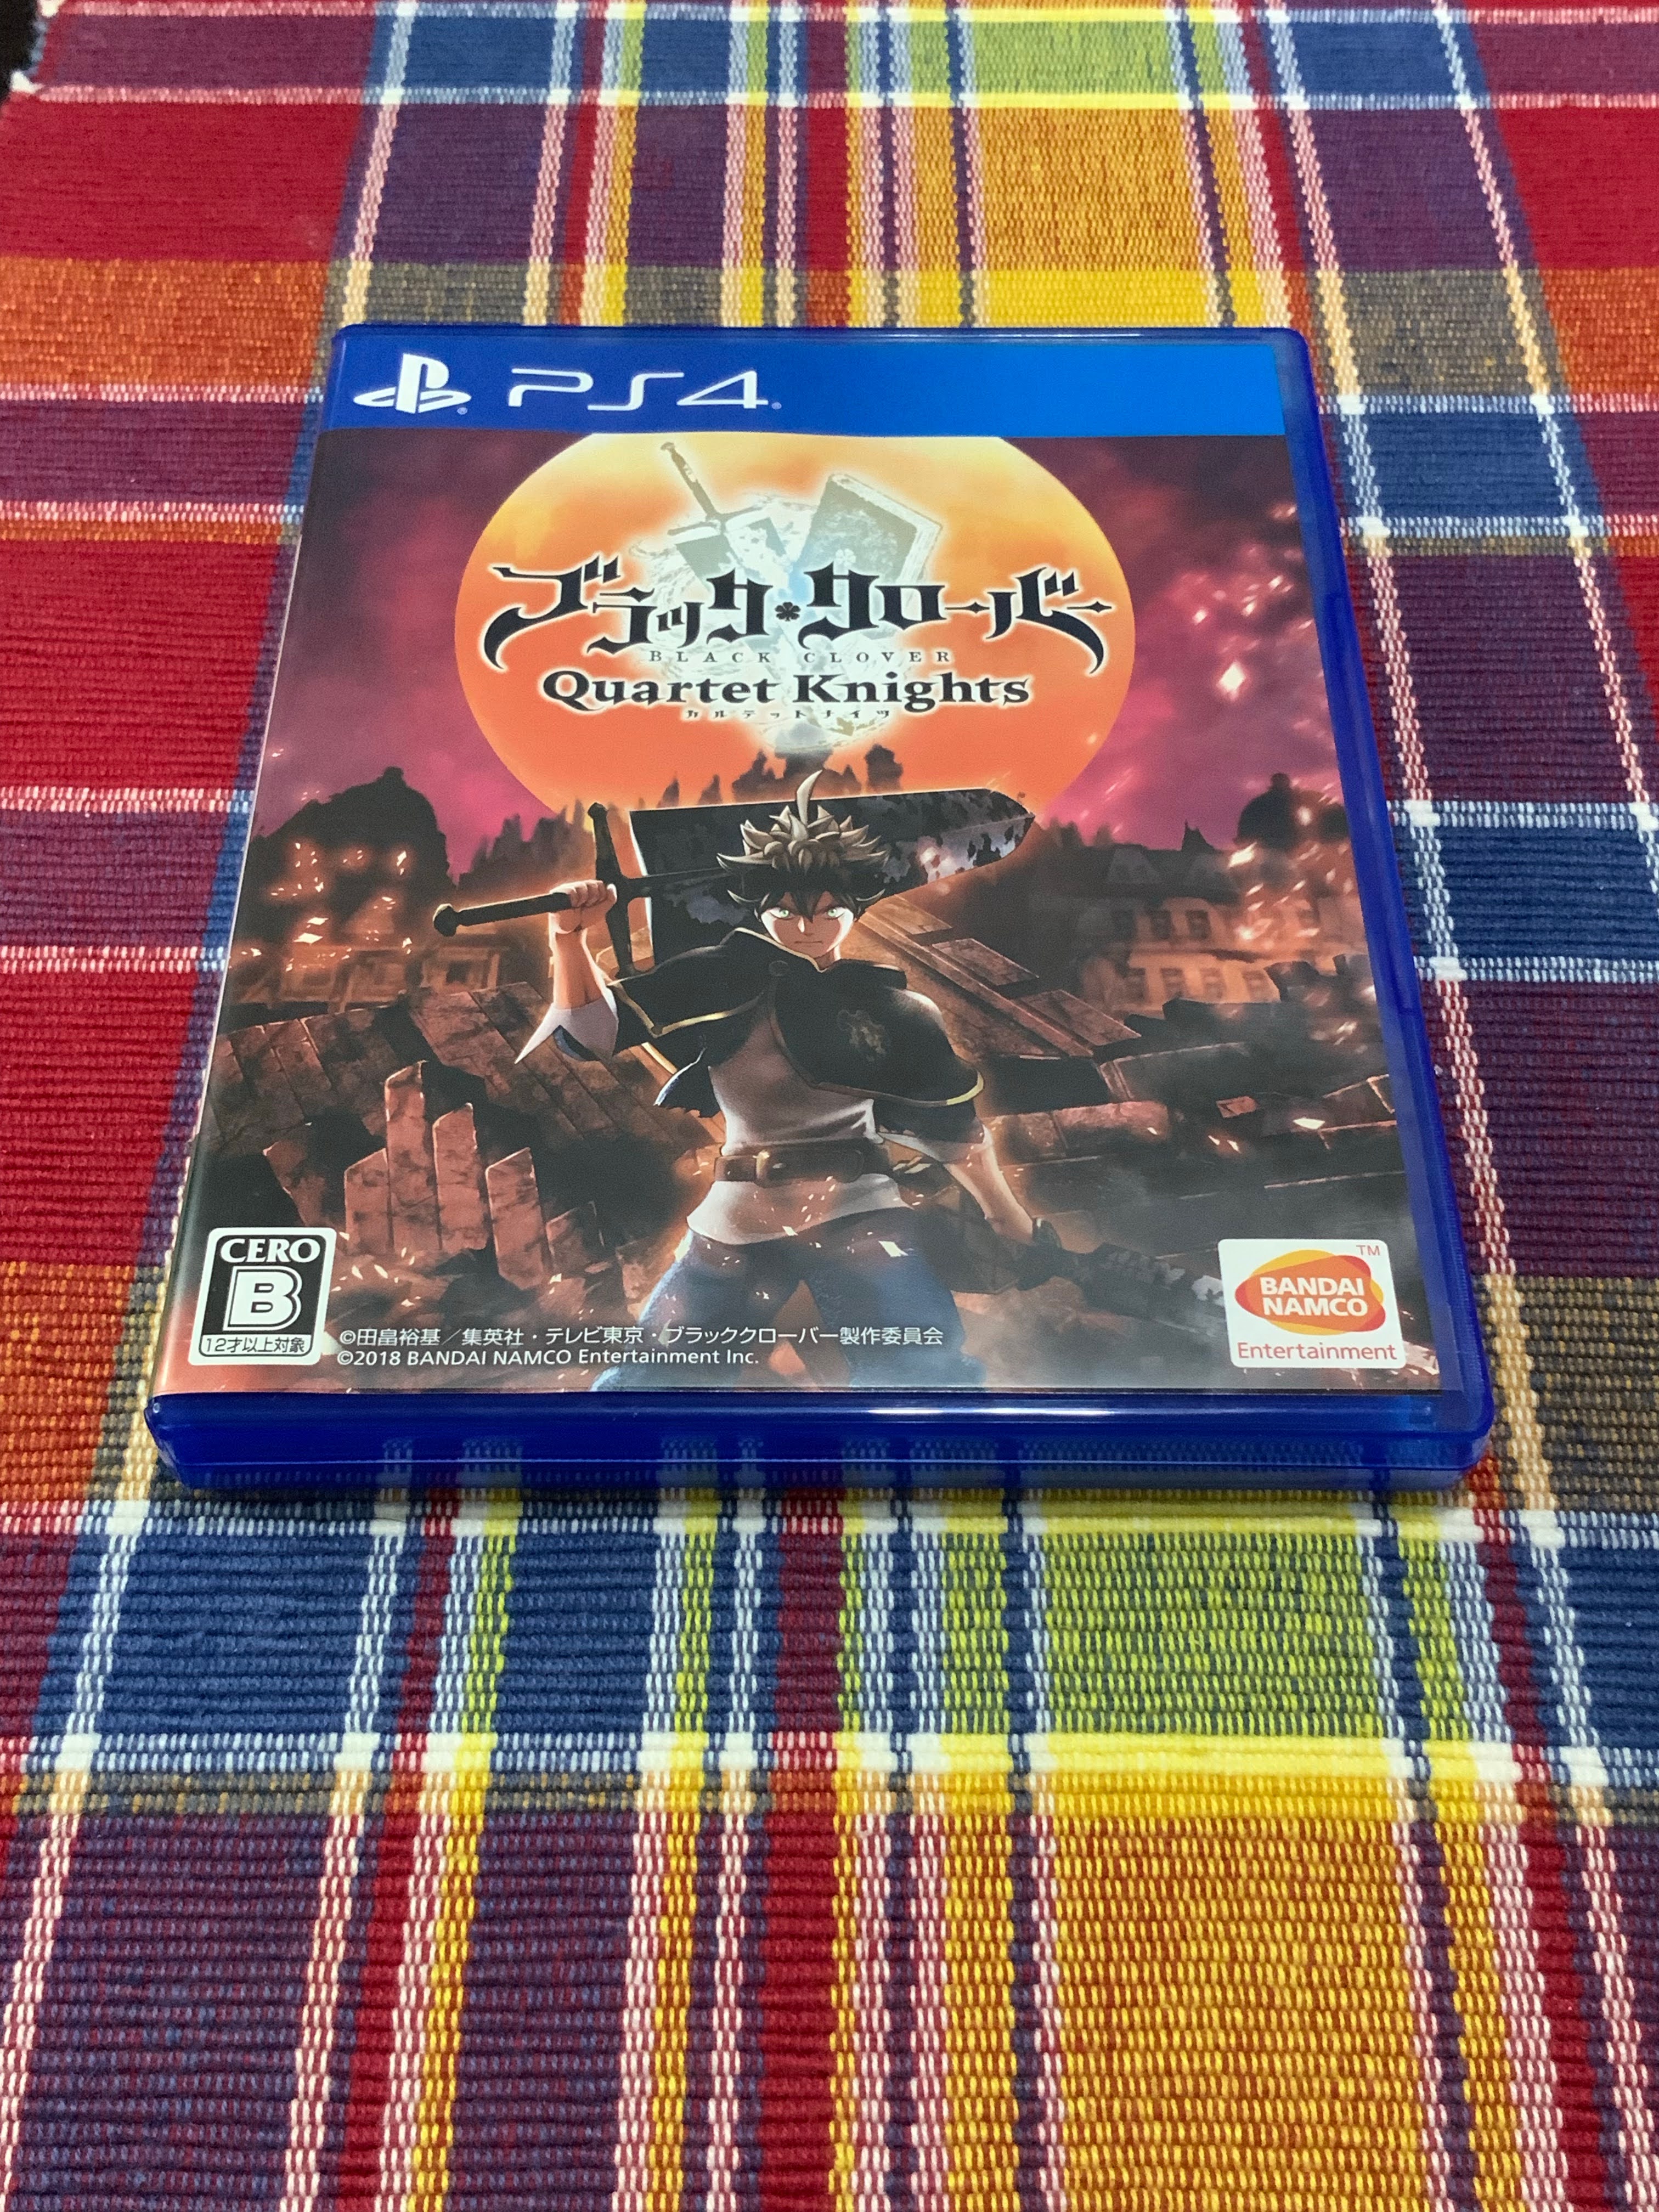 PS4
ブラック・クローバー
BLACK CLOVER
Quartet Knights
カルテットナイツ
CERO
B
12才以上対象
©田畠裕基／集英社・テレビ東京・ブラッククローバー製作委員会
©2018 BANDAI NAMCO Entertainment Inc.
TM
BANDAI
NAMCO
Entertainment